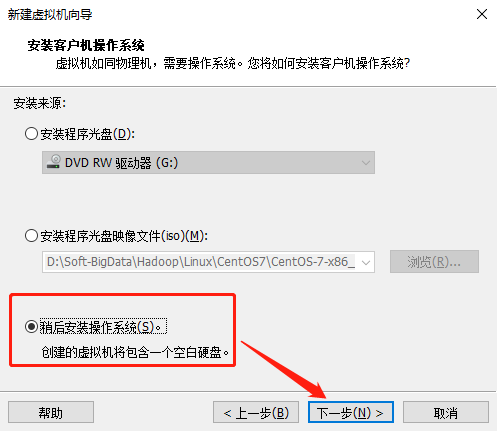 新建虚拟机向导
安装客户机操作系统
虚拟机如同物理机，需要操作系统。您将如何安装客户机操作系统?
安装来源:
安装程序光盘(D):
DVD RW 驱动器 (G:)
安装程序光盘映像文件(iso)(M):
D:\Soft-BigData\Hadoop\Linux\CentOS7\CentOS-7-x86_
浏览(R)...
稍后安装操作系统(S)。
创建的虚拟机将包含一个空白硬盘。
帮助
< 上一步(B)
下一步(N) >
取消